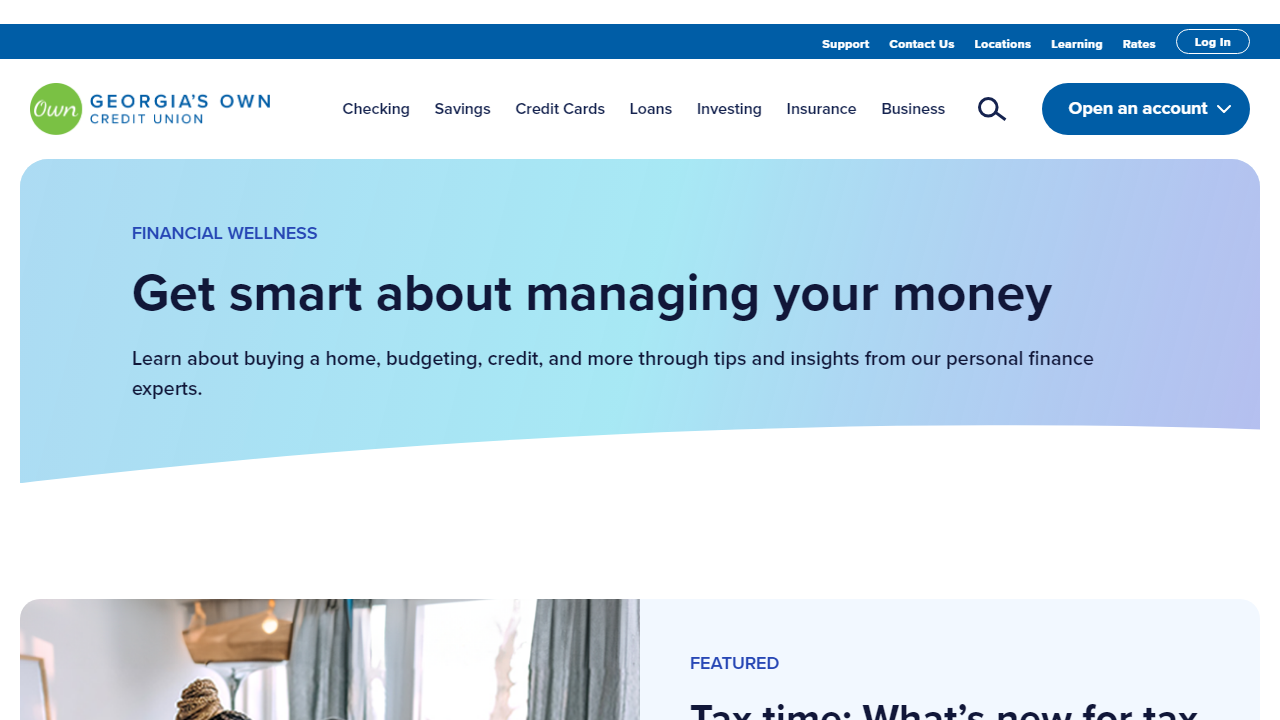 Support Contact Us Locations Learning Rates Log In
Own GEORGIA'S OWN
CREDIT UNION
Checking Savings Credit Cards Loans Investing Insurance Business Open an account
FINANCIAL WELLNESS
Get smart about managing your money
Learn about buying a home, budgeting, credit, and more through tips and insights from our personal finance
experts.
FEATURED
Tax time: What's new for tax